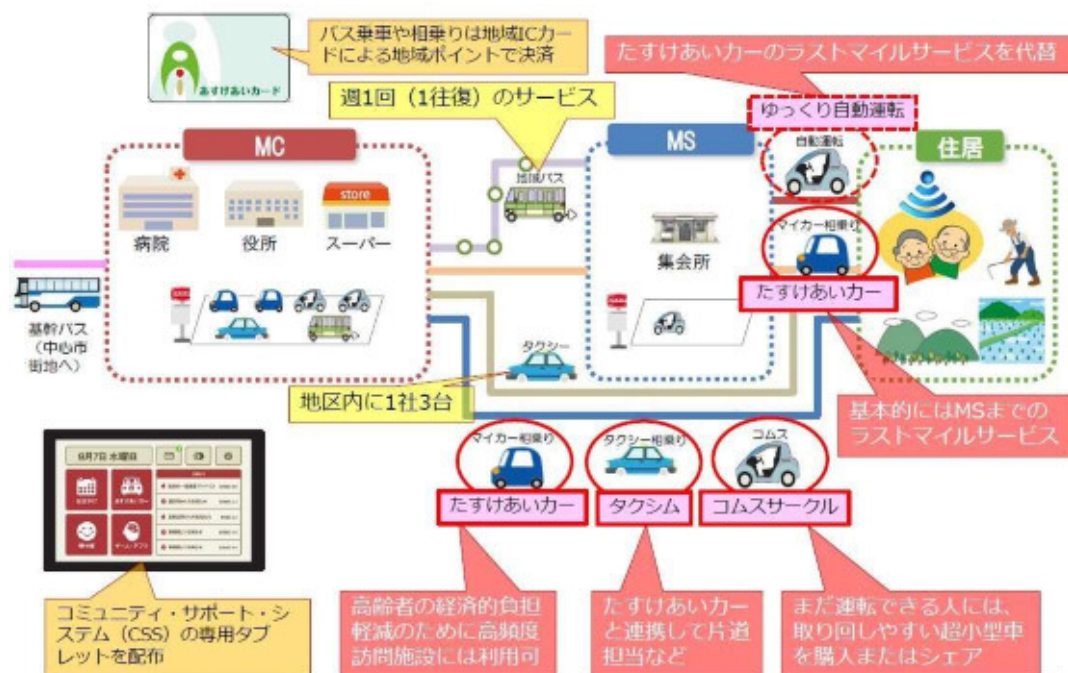 バス乗車や相乗りは地域ICカ
ードによる地域ポイントで決済
あすけあいカード
たすけあいカーのラストマイルサービスを代替
週1回（1往復）のサービス
ゆっくり自動運転
MC
MS
自動運転
住居
地域バス
store
病院
役所
スーパー
集会所
マイカー相乗り
たすけあいカー
基幹バス
（中心市
街地へ）
タクシー
地区内に1社3台
基本的にはMSまでの
ラストマイルサービス
マイカー相乗り
タクシー相乗り
コムス
たすけあいカー
タクシム
コムスサークル
8月7日 水曜日
コミュニティ・サポート・シ
ステム（CSS）の専用タブ
レットを配布
高齢者の経済的負担
軽減のために高頻度
訪問施設には利用可
たすけあいカー
と連携して片道
担当など
まだ運転できる人には、
取り回しやすい超小型車
を購入またはシェア